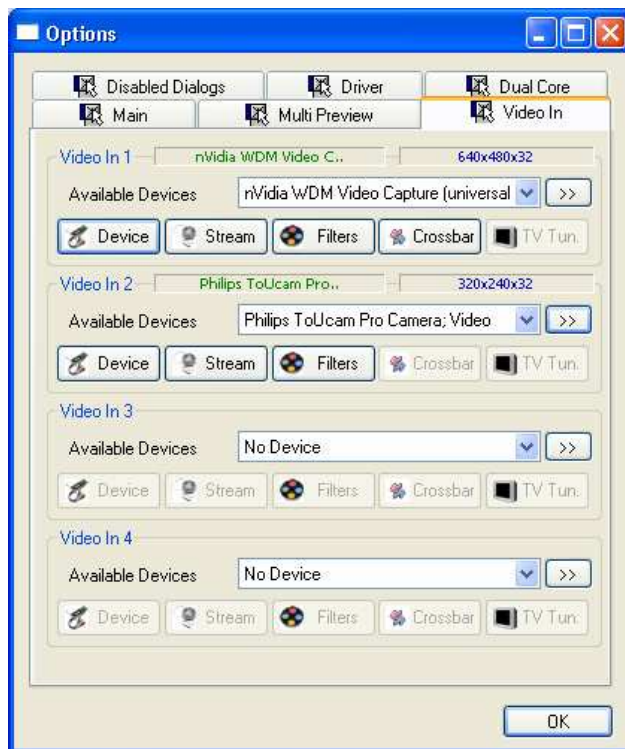 Options
Disabled Dialogs Driver Dual Core
Main Multi Preview Video In
Video In 1 nVidia WDM Video C.. 640x480x32
Available Devices nVidia WDM Video Capture (universal >>
Device Stream Filters Crossbar TV Tun.
Video In 2 Philips ToUcam Pro.. 320x240x32
Available Devices Philips ToUcam Pro Camera; Video >>
Device Stream Filters Crossbar TV Tun.
Video In 3
Available Devices No Device >>
Device Stream Filters Crossbar TV Tun.
Video In 4
Available Devices No Device >>
Device Stream Filters Crossbar TV Tun.
OK